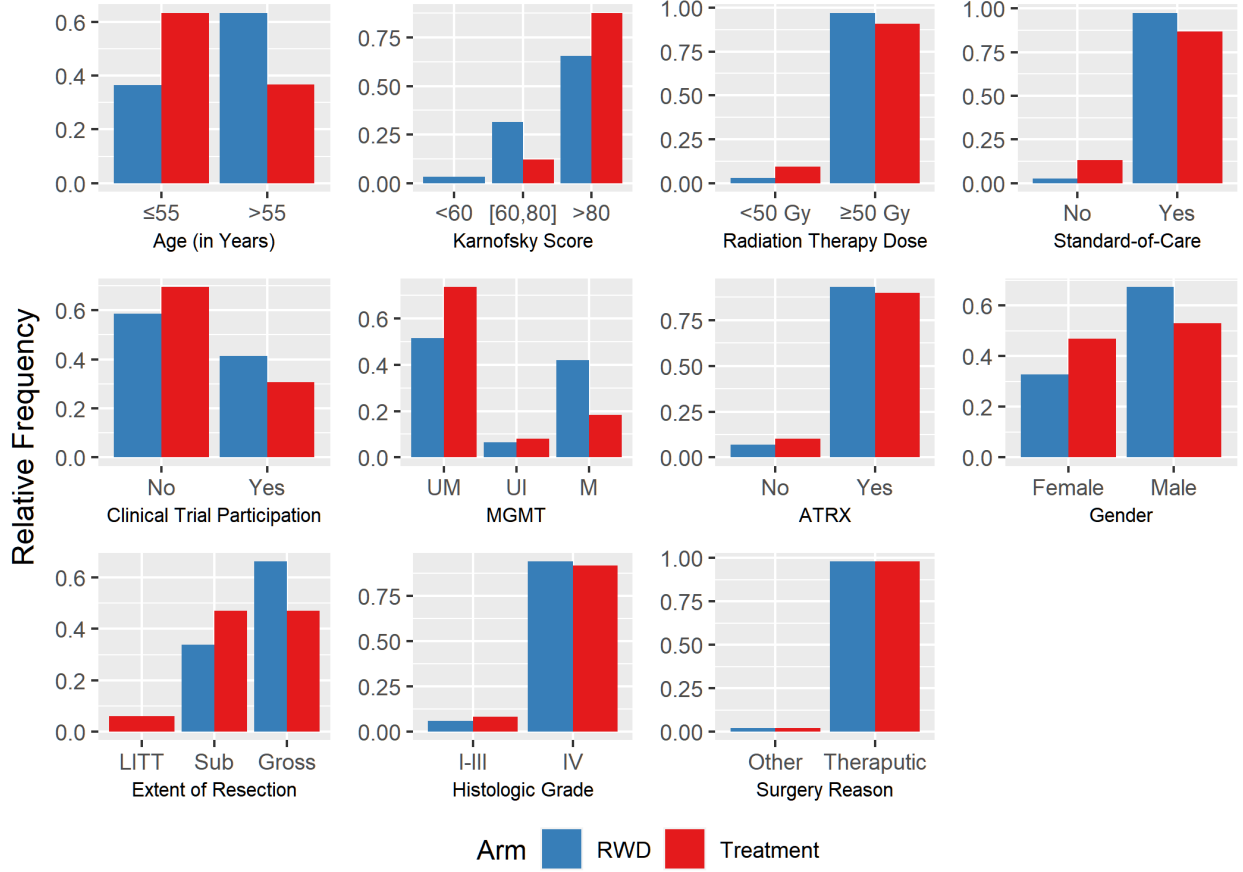 Relative Frequency
0.6
0.4
0.2
0.0
≤55 >55
Age (in Years)
0.75
0.50
0.25
0.00
<60 [60,80] >80
Karnofsky Score
1.00
0.75
0.50
0.25
0.00
<50 Gy ≥50 Gy
Radiation Therapy Dose
1.00
0.75
0.50
0.25
0.00
No Yes
Standard-of-Care
0.6
0.4
0.2
0.0
No Yes
Clinical Trial Participation
0.6
0.4
0.2
0.0
UM UI M
MGMT
0.75
0.50
0.25
0.00
No Yes
ATRX
0.6
0.4
0.2
0.0
Female Male
Gender
0.6
0.4
0.2
0.0
LITT Sub Gross
Extent of Resection
0.75
0.50
0.25
0.00
I-III IV
Histologic Grade
1.00
0.75
0.50
0.25
0.00
Other Theraputic
Surgery Reason
Arm RWD Treatment